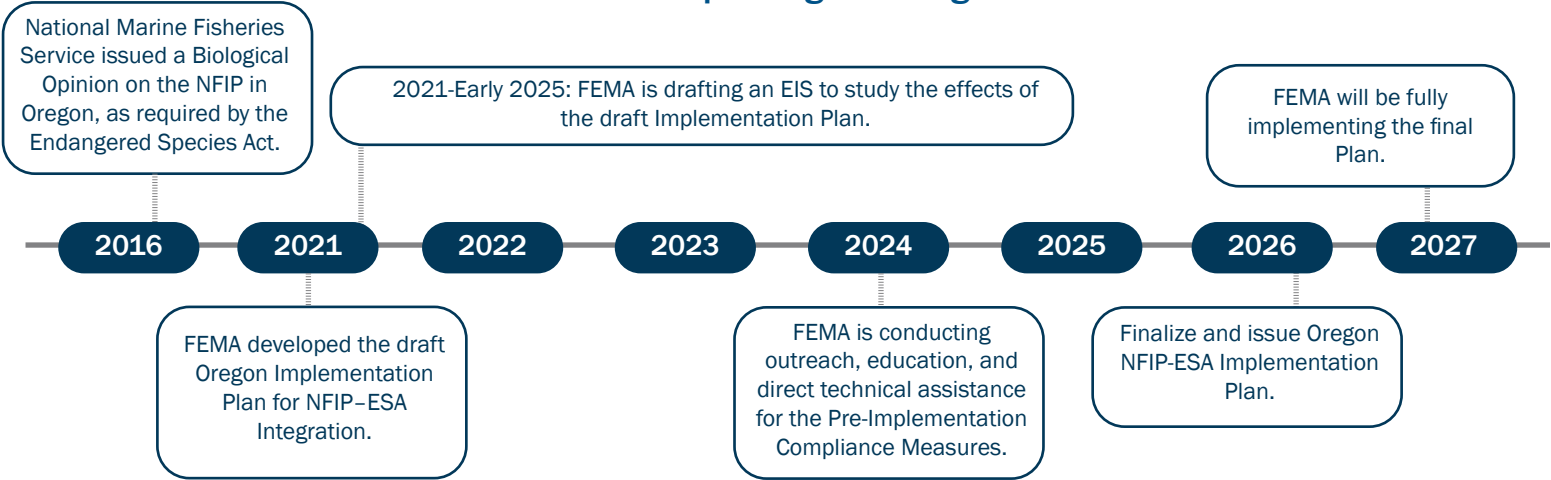 National Marine Fisheries
Service issued a Biological
Opinion on the NFIP in
Oregon, as required by the
Endangered Species Act.
2021-Early 2025: FEMA is drafting an EIS to study the effects of
the draft Implementation Plan.
FEMA will be fully
implementing the final
Plan.
2016
2021
2022
2023
2024
2025
2026
2027
FEMA developed the draft
Oregon Implementation
Plan for NFIP–ESA
Integration.
FEMA is conducting
outreach, education, and
direct technical assistance
for the Pre-Implementation
Compliance Measures.
Finalize and issue Oregon
NFIP-ESA Implementation
Plan.